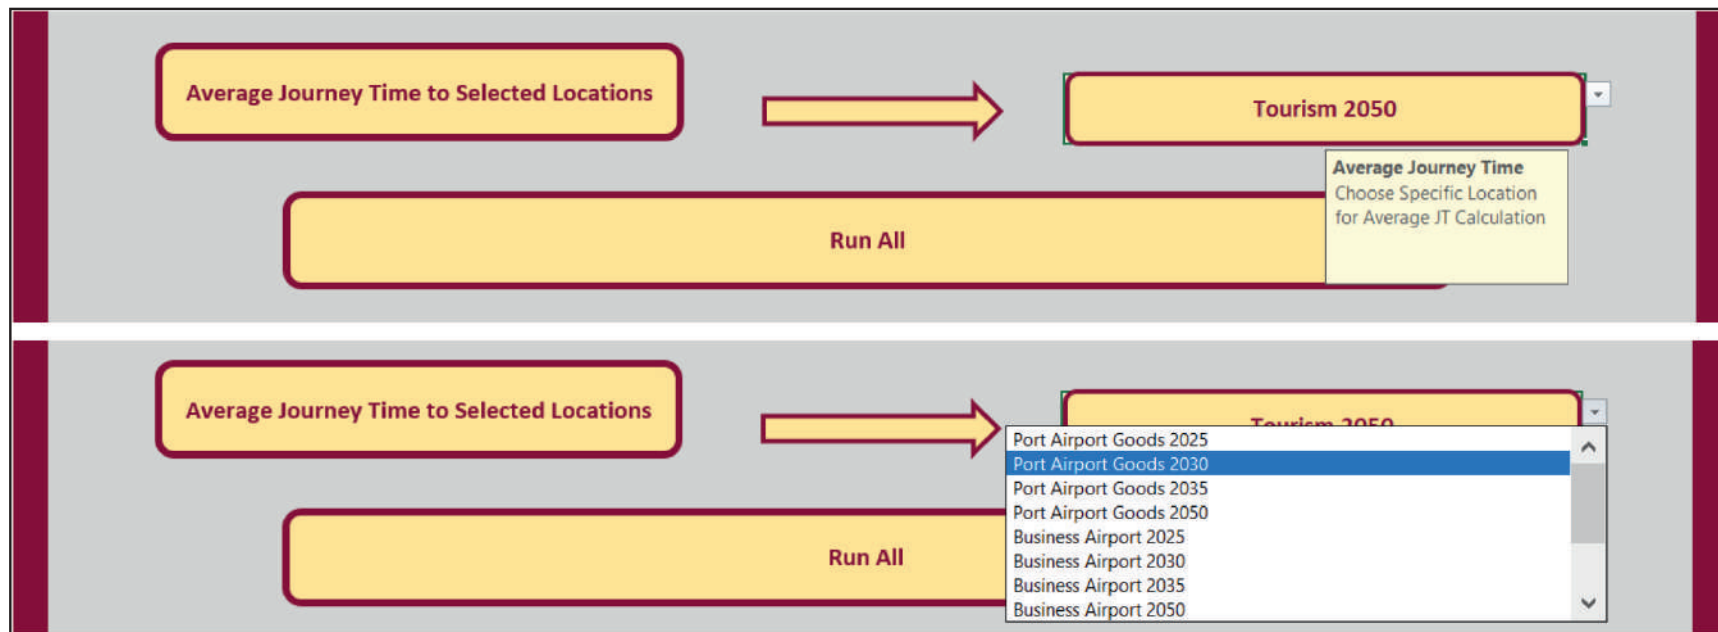 Average Journey Time to Selected Locations
Tourism 2050
Average Journey Time
Choose Specific Location
for Average JT Calculation
Run All
Average Journey Time to Selected Locations
Tourism 2050
Port Airport Goods 2025
Port Airport Goods 2030
Port Airport Goods 2035
Port Airport Goods 2050
Business Airport 2025
Business Airport 2030
Business Airport 2035
Business Airport 2050
Run All